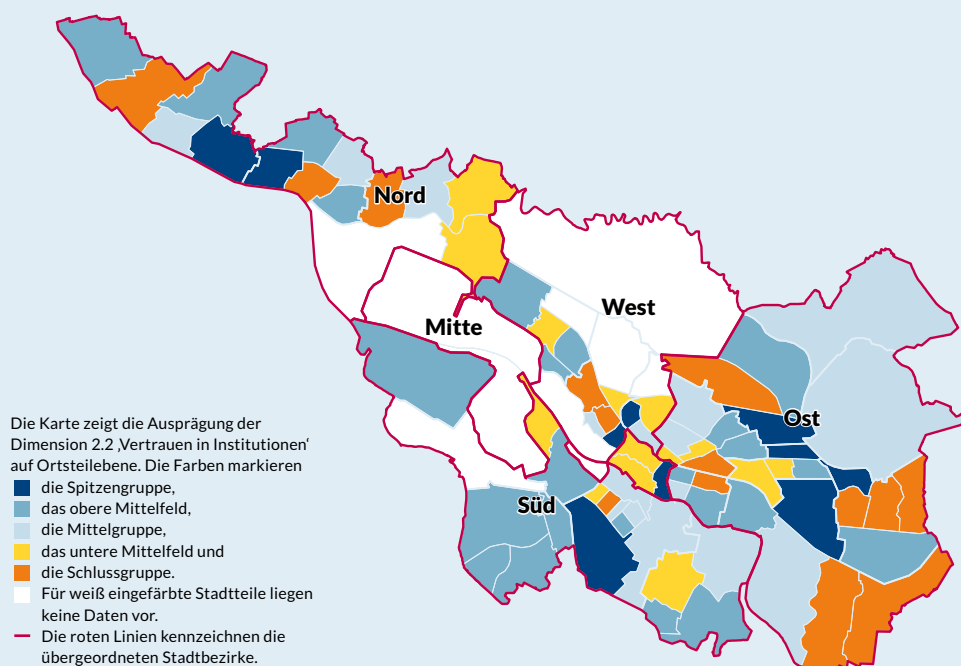 Nord
West
Mitte
Ost
Süd
Die Karte zeigt die Ausprägung der
Dimension 2.2 ‚Vertrauen in Institutionen‘
auf Ortsteilebene. Die Farben markieren
die Spitzengruppe,
das obere Mittelfeld,
die Mittelgruppe,
das untere Mittelfeld und
die Schlussgruppe.
Für weiß eingefärbte Stadtteile liegen
keine Daten vor.
Die roten Linien kennzeichnen die
übergeordneten Stadtbezirke.